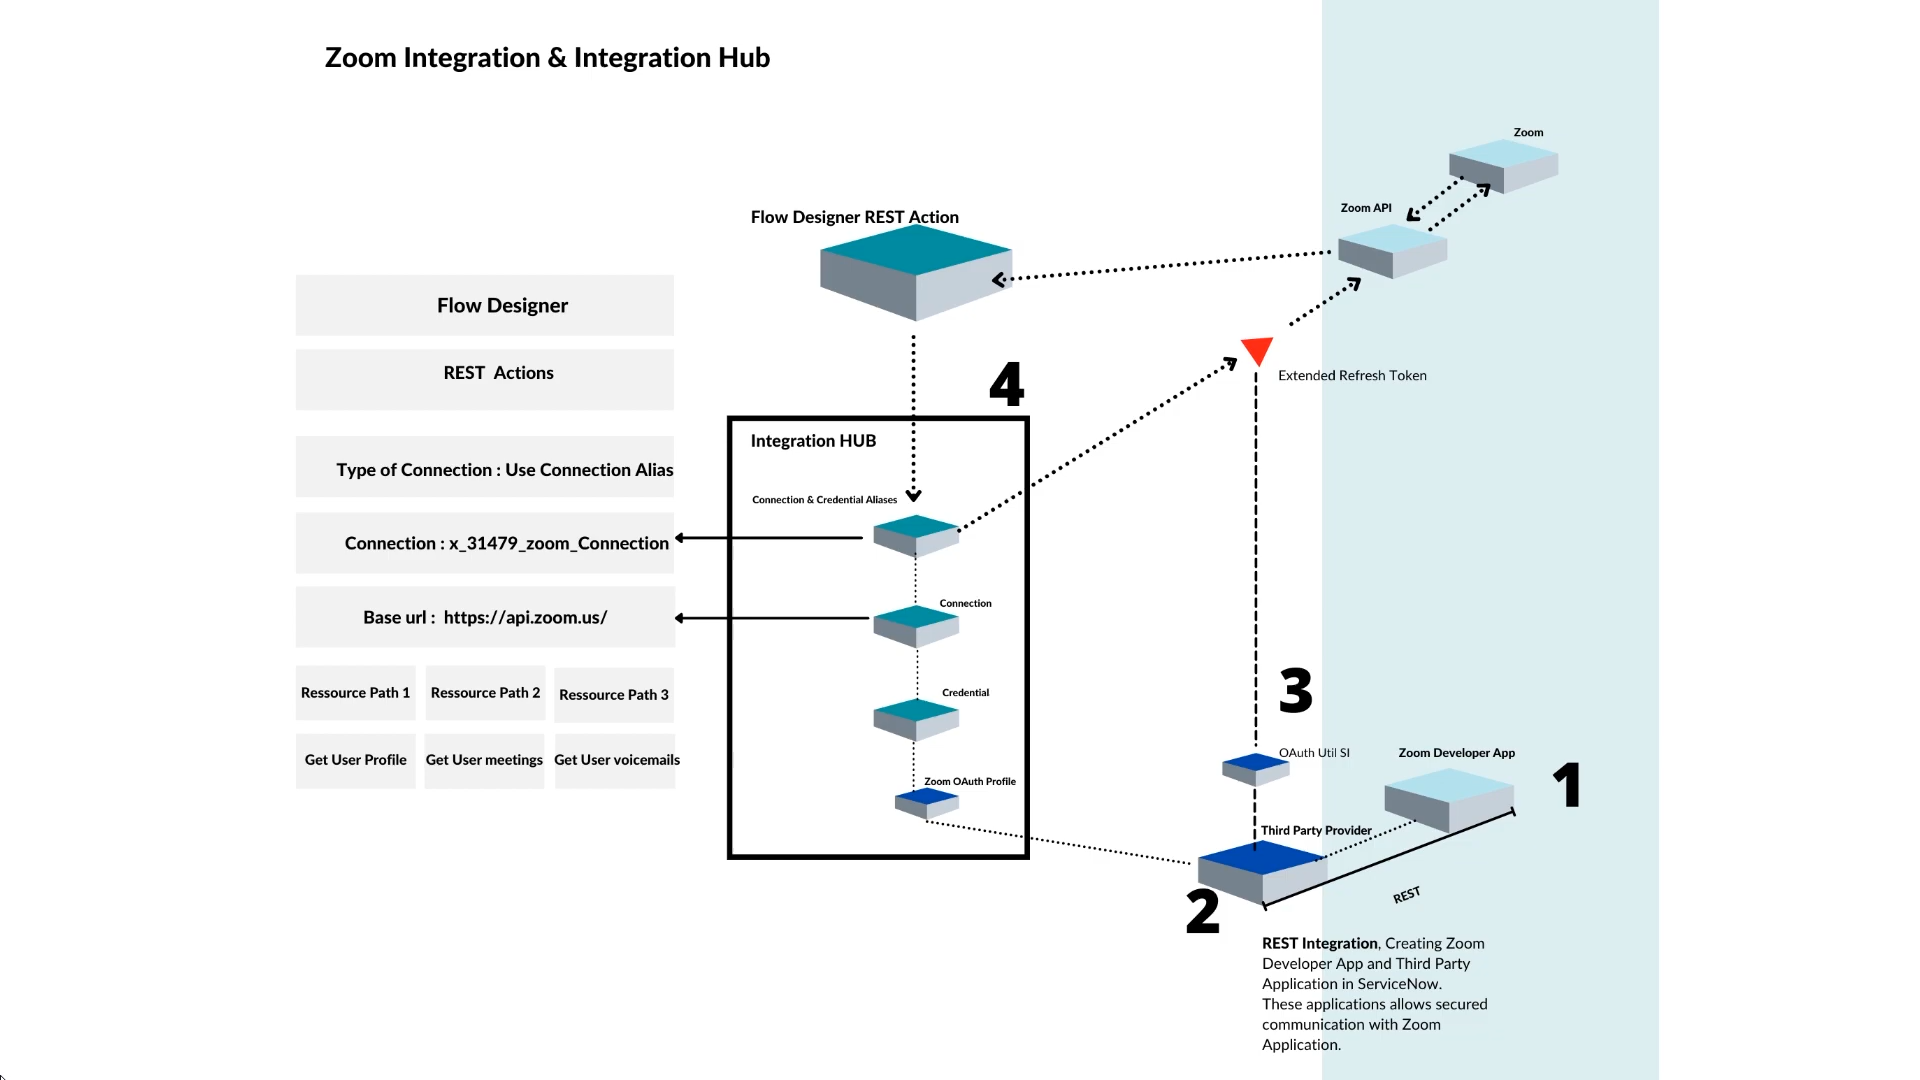 Zoom Integration & Integration Hub
Zoom
Zoom API
Flow Designer REST Action
Flow Designer
REST  Actions
Extended Refresh Token
4
Integration HUB
Type of Connection : Use Connection Alias
Connection & Credential Aliases
Connection : x_31479_zoom_Connection
Connection
Base url :  https://api.zoom.us/
Ressource Path 1
Ressource Path 2
Ressource Path 3
Credential
3
Get User Profile
Get User meetings
Get User voicemails
OAuth Util SI
Zoom Developer App
1
Zoom OAuth Profile
Third Party Provider
2
REST
REST Integration, Creating Zoom
Developer App and Third Party
Application in ServiceNow.
These applications allows secured
communication with Zoom
Application.